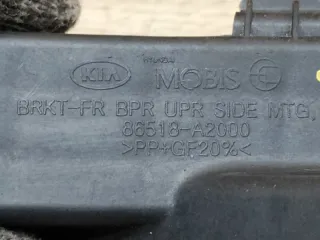 KIA MOBIS
BRKT-FR BPR UPR SIDE MTG,
86518-A2000
>PP+GF20%<